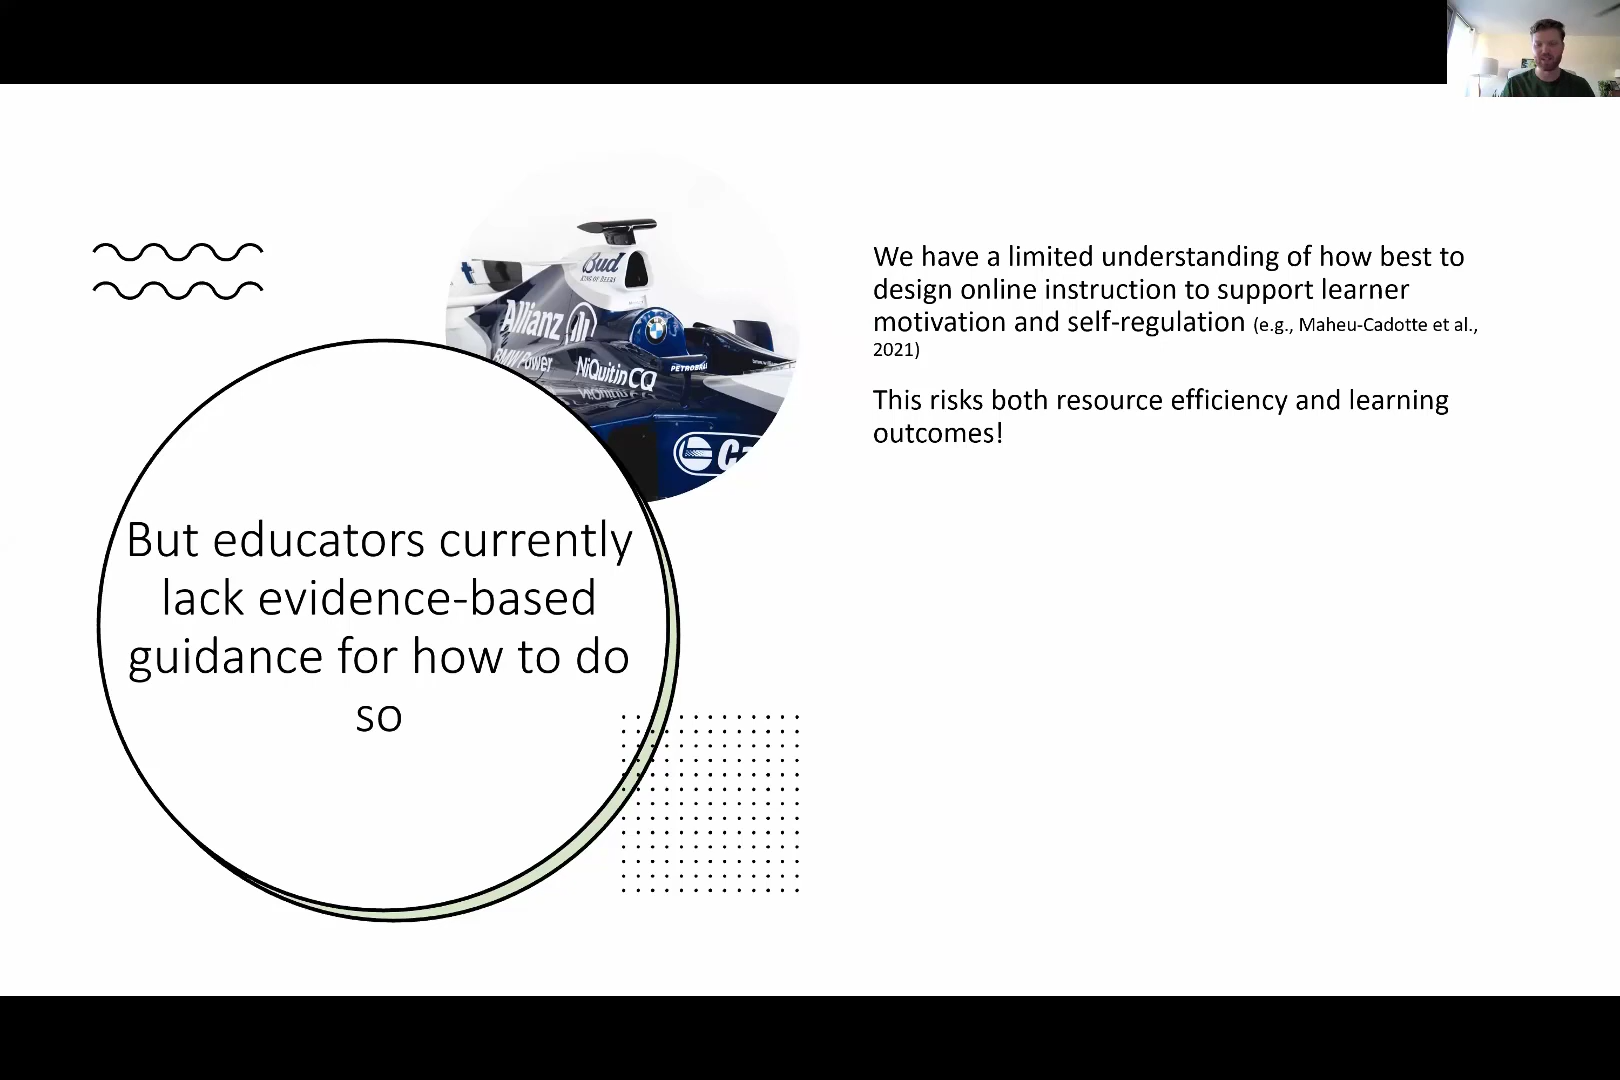 Bud
KING OF BEERS
Allianz
BMW Power
NiQuitin CQ
PETROBRAS
We have a limited understanding of how best to
design online instruction to support learner
motivation and self-regulation (e.g., Maheu-Cadotte et al.,
2021)
This risks both resource efficiency and learning
outcomes!
But educators currently
lack evidence-based
guidance for how to do
so